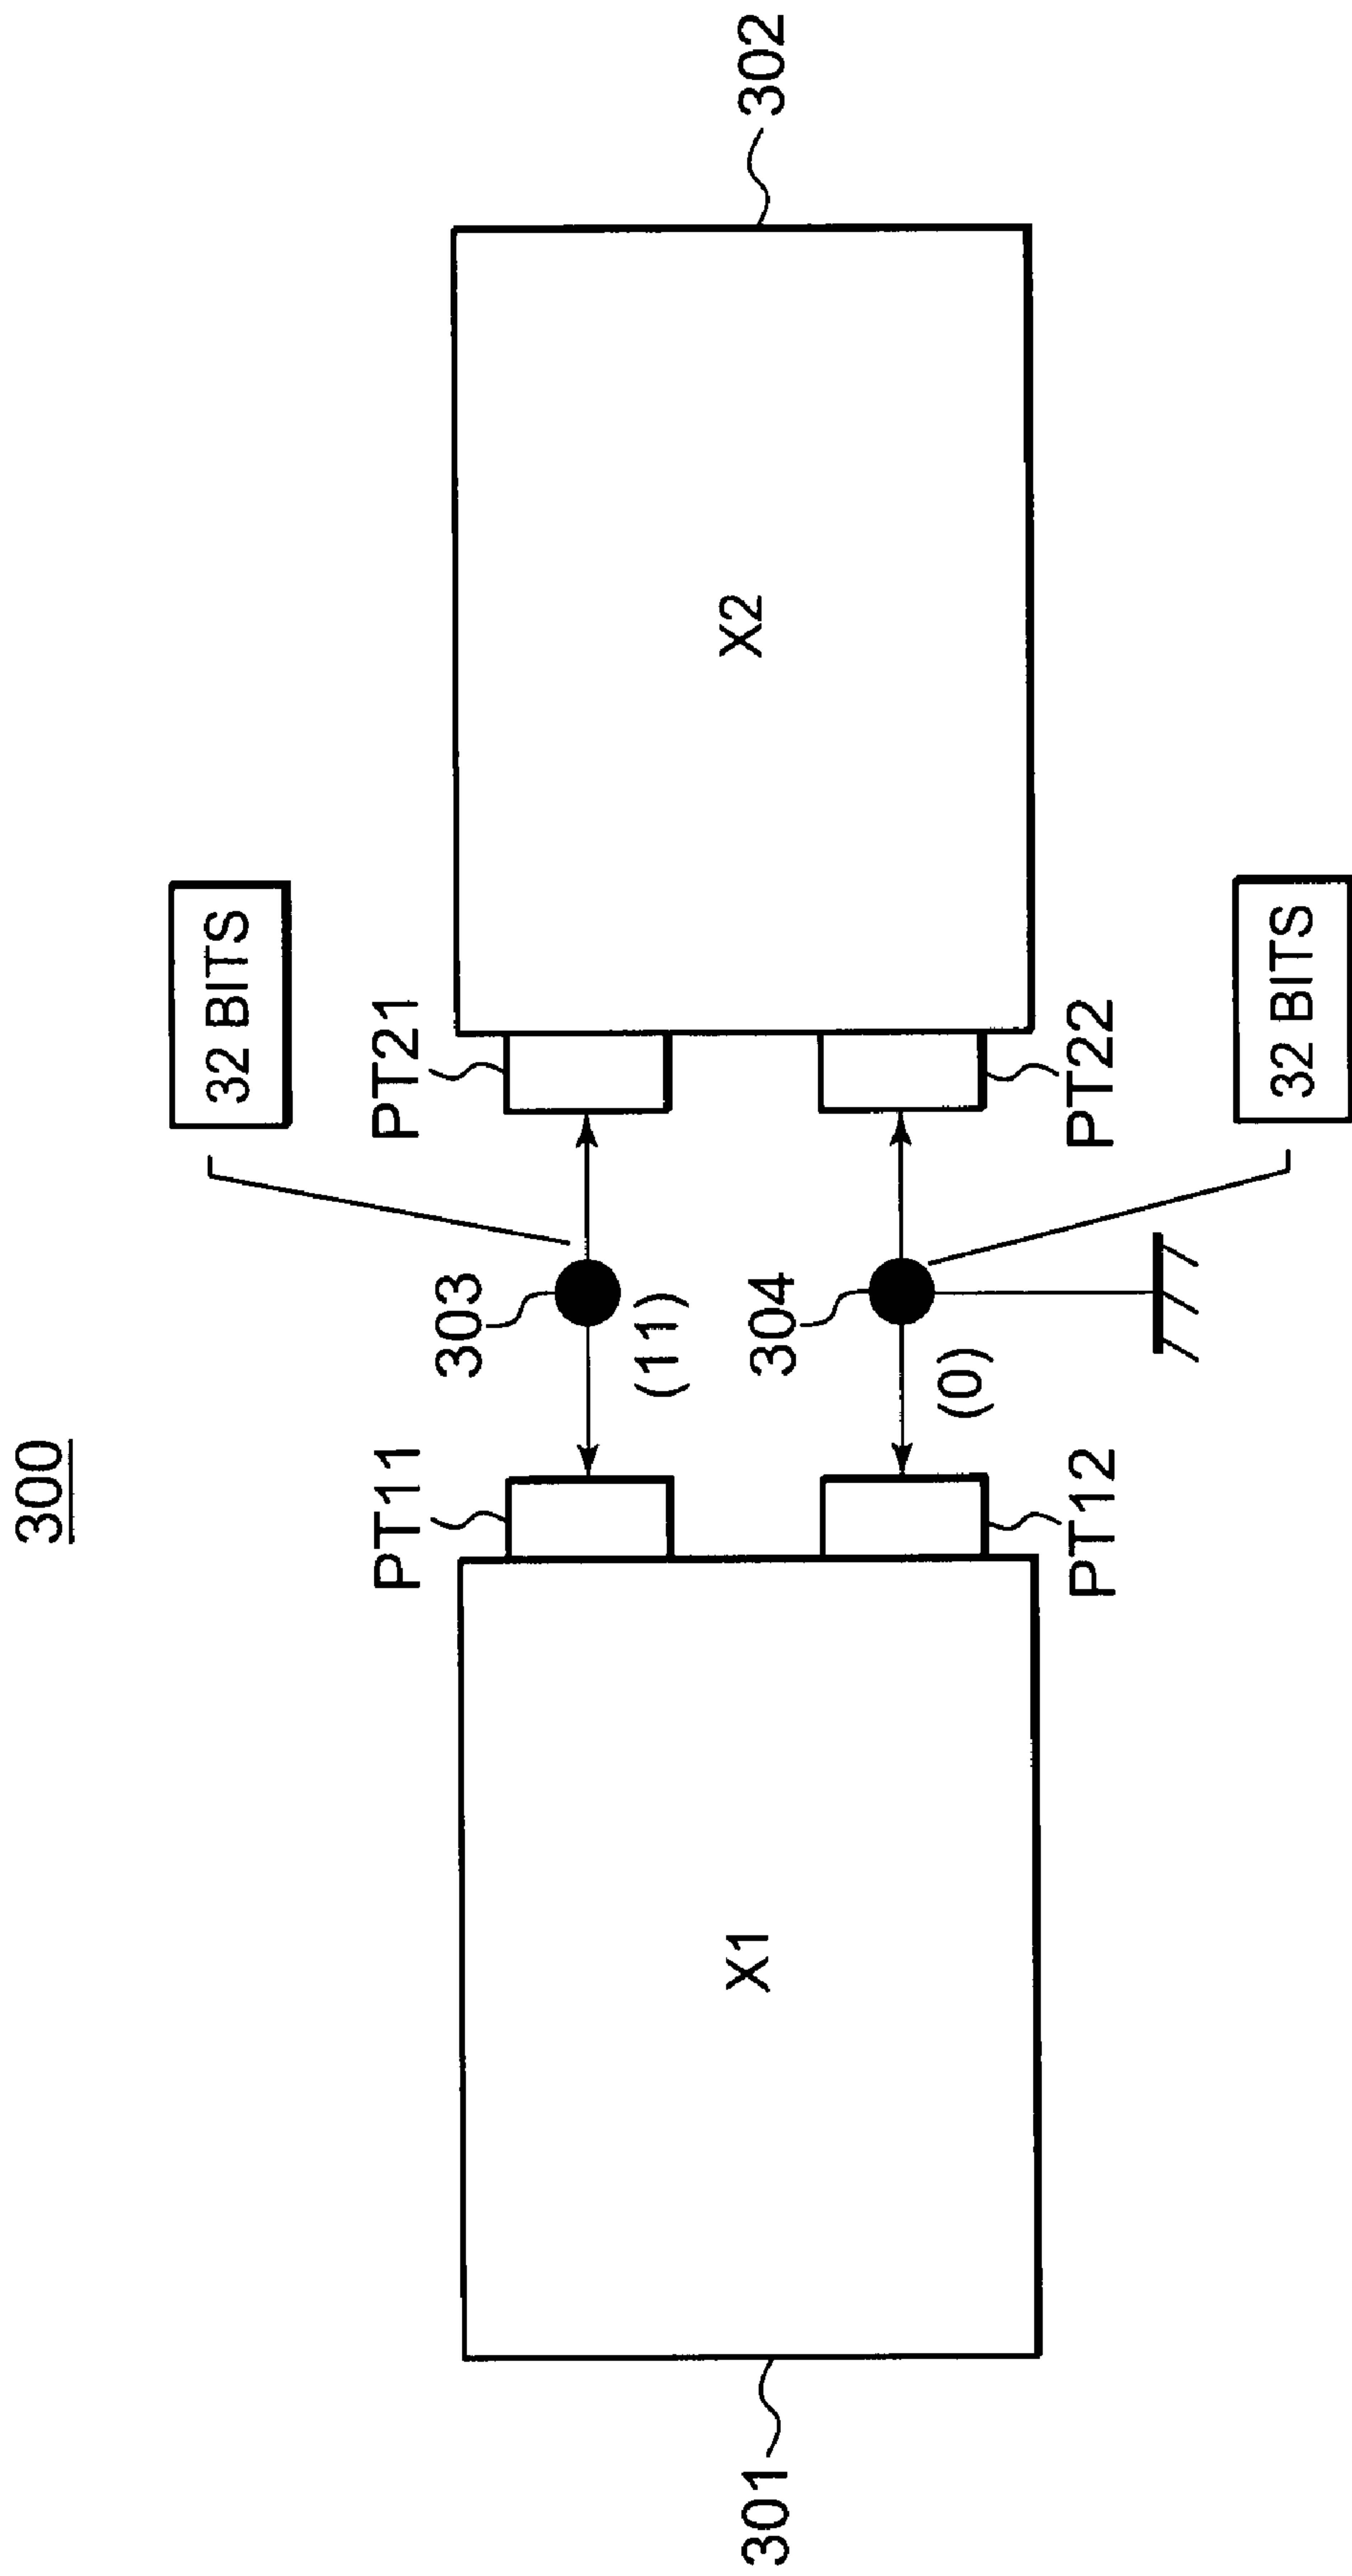 300
32 BITS
PT11
PT21
303
(11)
301
X1
X2
302
304
(0)
PT12
PT22
32 BITS